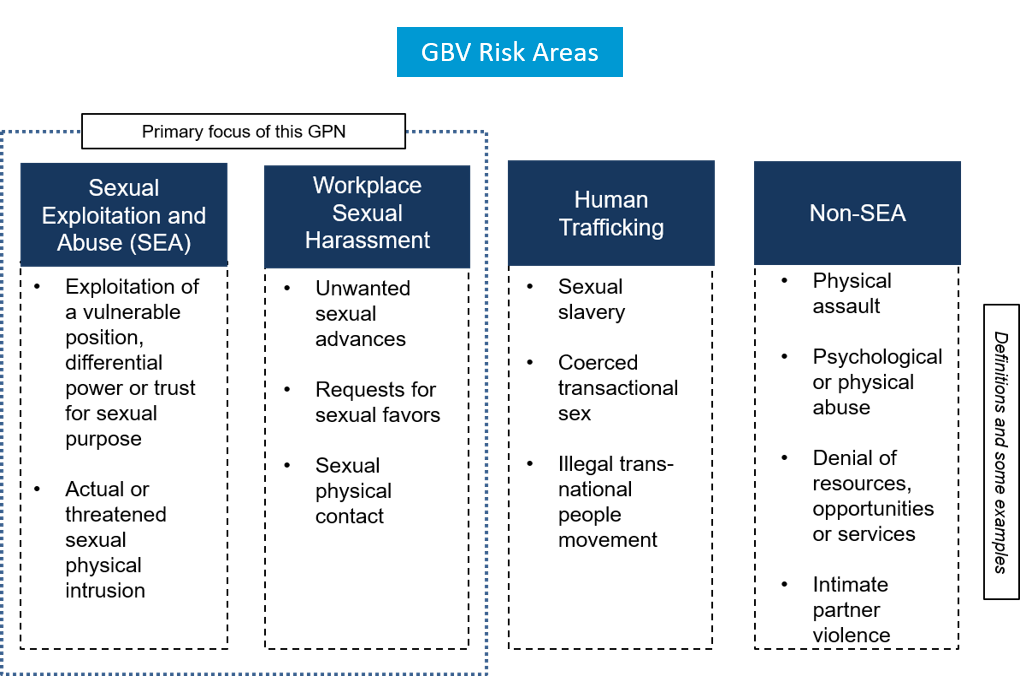 GBV Risk Areas
Primary focus of this GPN
Sexual
Exploitation and
Abuse (SEA)
• Exploitation of
a vulnerable
position,
differential
power or trust
for sexual
purpose
• Actual or
threatened
sexual
physical
intrusion
Workplace
Sexual
Harassment
• Unwanted
sexual
advances
• Requests for
sexual favors
• Sexual
physical
contact
Human
Trafficking
• Sexual
slavery
• Coerced
transactional
sex
• Illegal trans-
national
people
movement
Non-SEA
• Physical
assault
• Psychological
or physical
abuse
• Denial of
resources,
opportunities
or services
• Intimate
partner
violence
Definitions and some examples